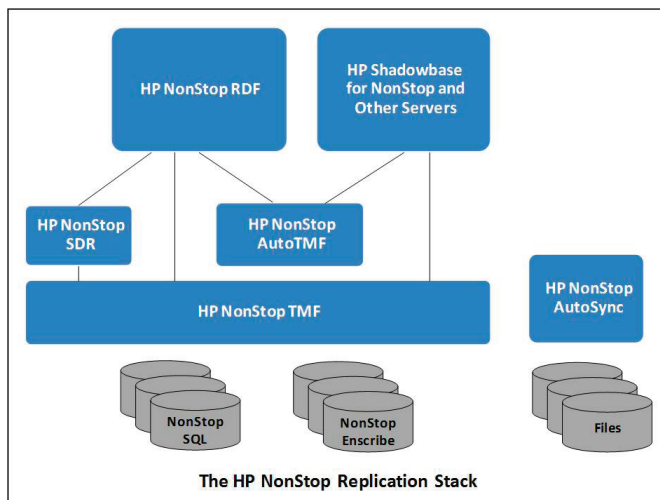 HP NonStop RDF
HP Shadowbase
for NonStop and
Other Servers
HP NonStop
SDR
HP NonStop
AutoTMF
HP NonStop TMF
HP NonStop
AutoSync
NonStop
SQL
NonStop
Enscribe
Files
The HP NonStop Replication Stack